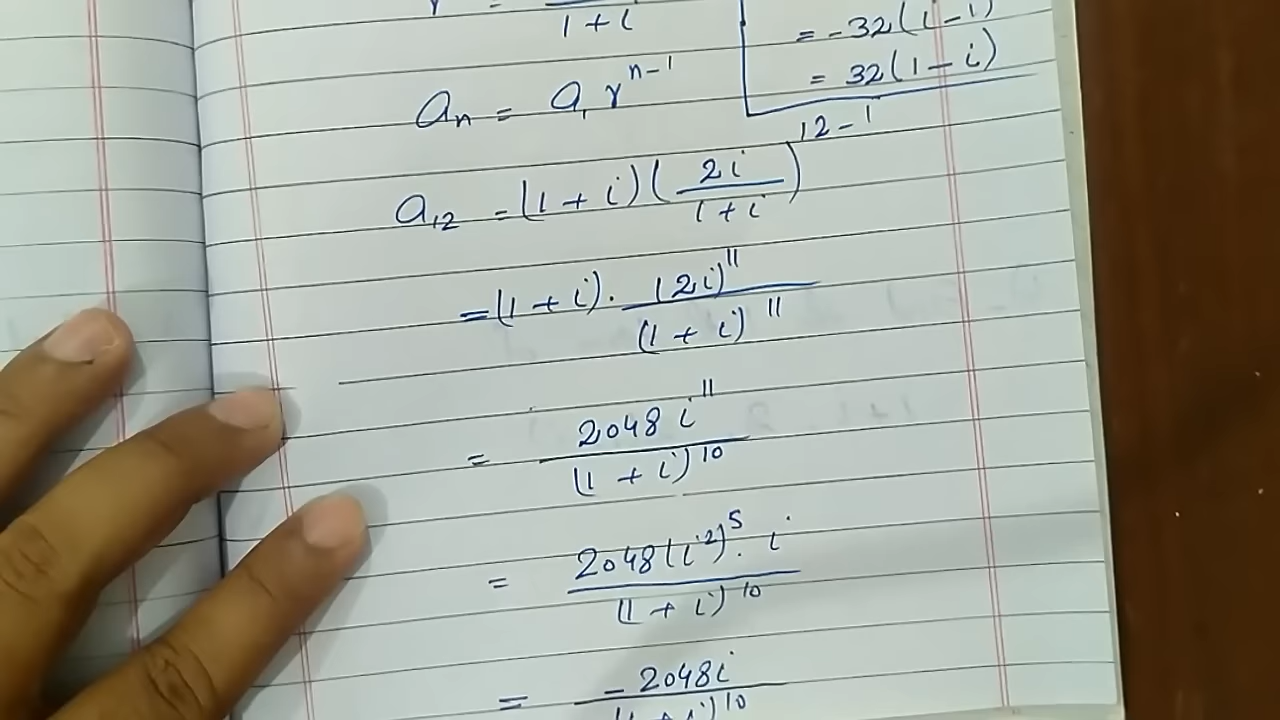 r = / 1 + i
= -32(i-1)
= 32(1 - i)
aₙ = a₁ rⁿ⁻¹
a₁₂ = (1 + i)(2i / 1 + i)¹²⁻¹
= (1 + i) . (2i)¹¹ / (1 + i)¹¹
= 2048 i¹¹ / (1 + i)¹⁰
= 2048 (i²)⁵ . i / (1 + i)¹⁰
= - 2048i / (1 + i)¹⁰